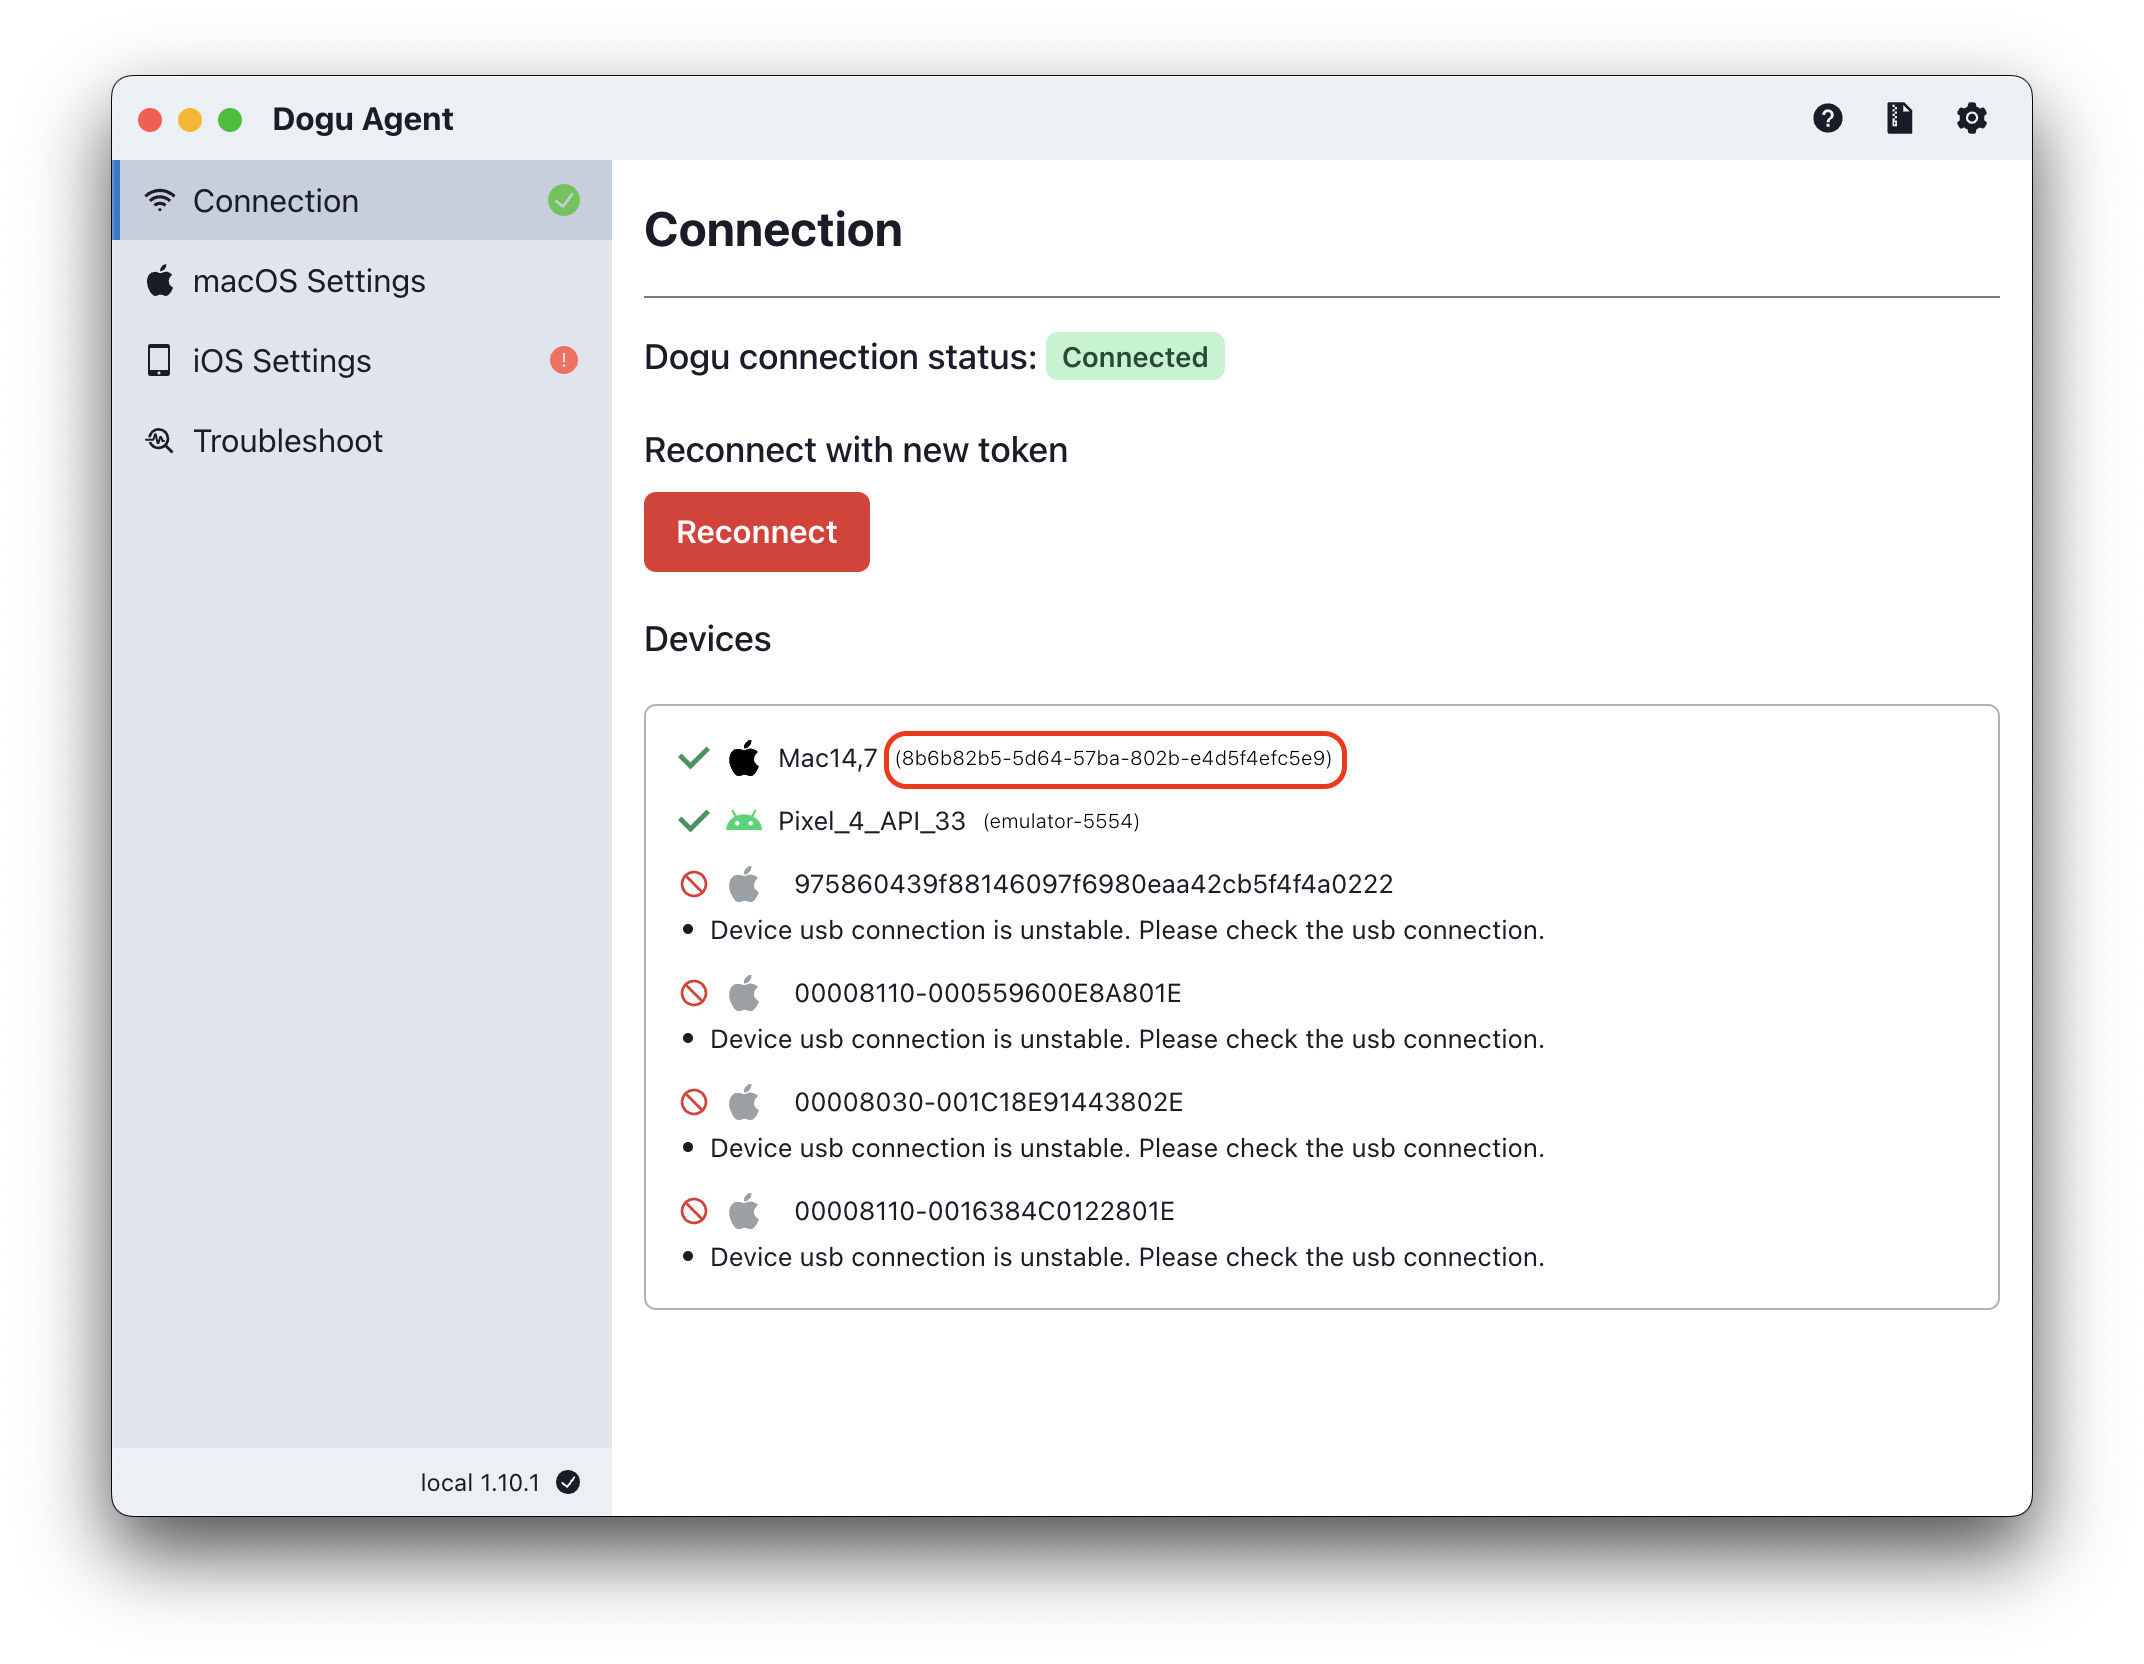 Dogu Agent
Connection
macOS Settings
iOS Settings
Troubleshoot
local 1.10.1
Connection
Dogu connection status: Connected
Reconnect with new token
Reconnect
Devices
Mac14,7 (8b6b82b5-5d64-57ba-802b-e4d5f4efc5e9)
Pixel_4_API_33 (emulator-5554)
975860439f88146097f6980eaa42cb5f4f4a0222
• Device usb connection is unstable. Please check the usb connection.
00008110-000559600E8A801E
• Device usb connection is unstable. Please check the usb connection.
00008030-001C18E91443802E
• Device usb connection is unstable. Please check the usb connection.
00008110-0016384C0122801E
• Device usb connection is unstable. Please check the usb connection.